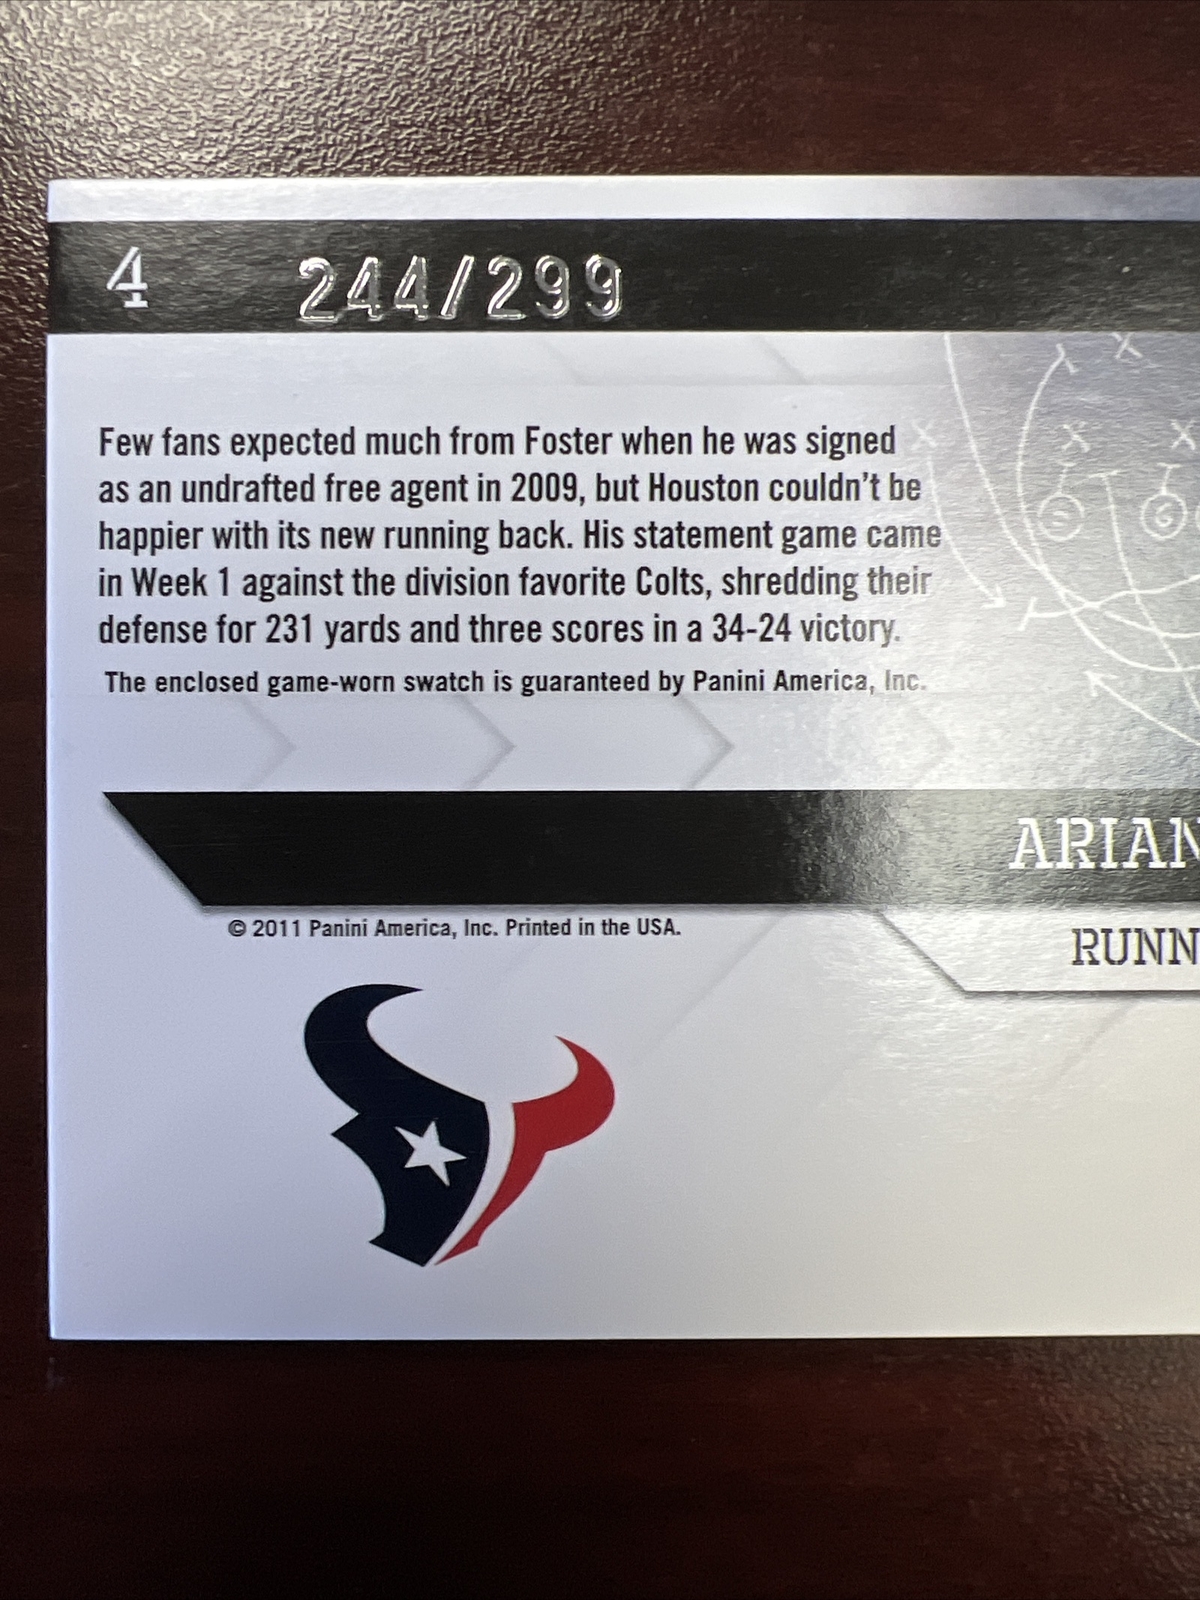 4 244/299
Few fans expected much from Foster when he was signed
as an undrafted free agent in 2009, but Houston couldn't be
happier with its new running back. His statement game came
in Week 1 against the division favorite Colts, shredding their
defense for 231 yards and three scores in a 34-24 victory.
The enclosed game-worn swatch is guaranteed by Panini America, Inc.
ARIAN
© 2011 Panini America, Inc. Printed in the USA.
RUNN